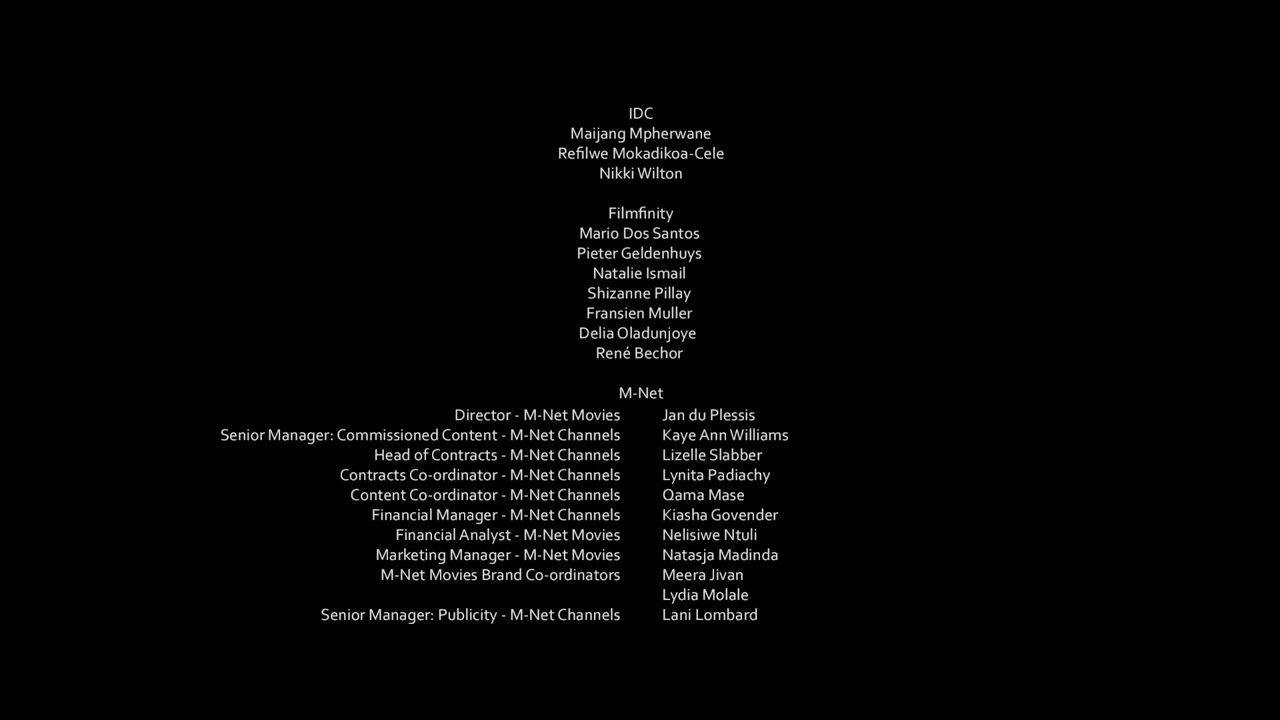 IDC
Maijang Mpherwane
Refilwe Mokadikoa-Cele
Nikki Wilton
Filmfinity
Mario Dos Santos
Pieter Geldenhuys
Natalie Ismail
Shizanne Pillay
Fransien Muller
Delia Oladunjoye
René Bechor
M-Net
Director - M-Net Movies Jan du Plessis
Senior Manager: Commissioned Content - M-Net Channels Kaye Ann Williams
Head of Contracts - M-Net Channels Lizelle Slabber
Contracts Co-ordinator - M-Net Channels Lynita Padiachy
Content Co-ordinator - M-Net Channels Qama Mase
Financial Manager - M-Net Channels Kiasha Govender
Financial Analyst - M-Net Movies Nelisiwe Ntuli
Marketing Manager - M-Net Movies Natasja Madinda
M-Net Movies Brand Co-ordinators Meera Jivan
Lydia Molale
Senior Manager: Publicity - M-Net Channels Lani Lombard